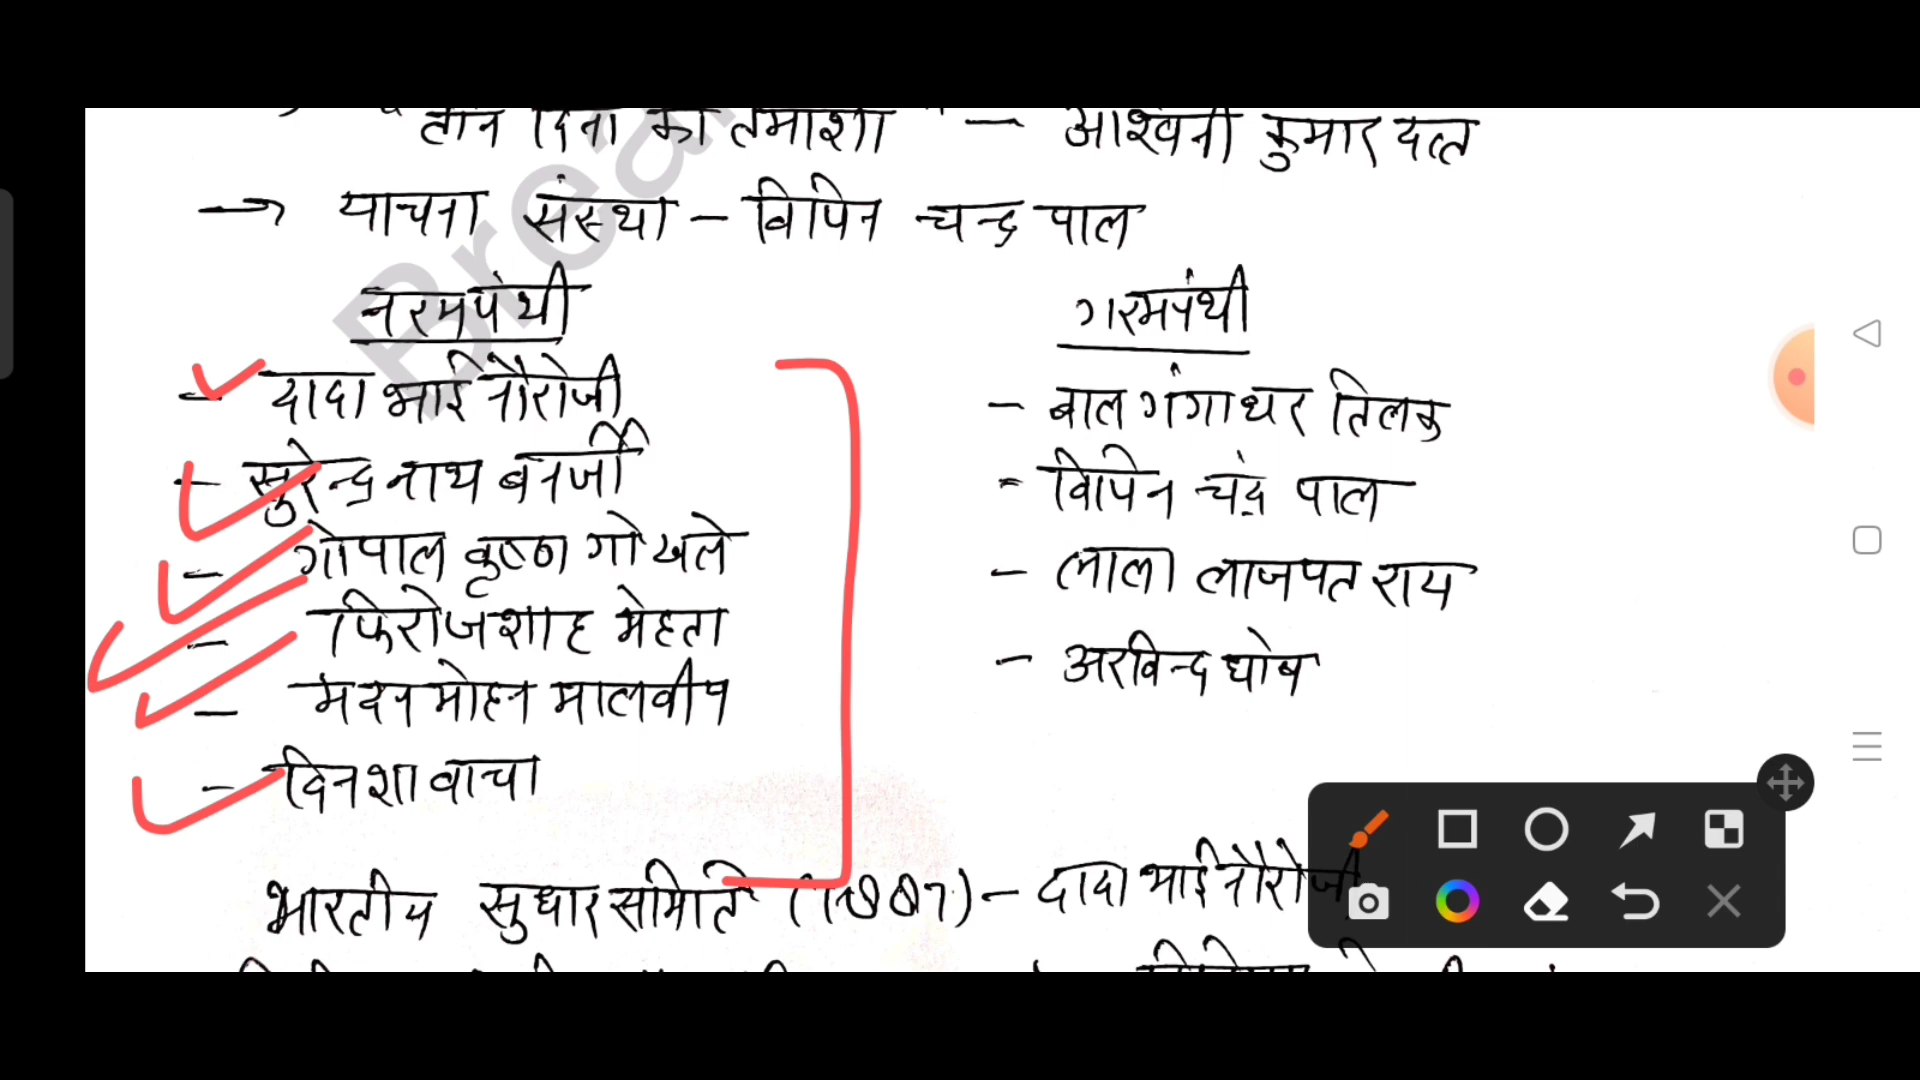 " तीन दिनों का तमाशा " – अश्विनी कुमार दत्त
→ याचना संस्था – विपिन चन्द्र पाल
नरमपंथी
- दादा भाई नौरोजी
- सुरेन्द्र नाथ बनर्जी
- गोपाल कृष्ण गोखले
- फिरोजशाह मेहता
- मदन मोहन मालवीय
- दिनशा वाचा
गरमपंथी
- बाल गंगाधर तिलक
- विपिन चंद्र पाल
- लाला लाजपत राय
- अरविन्द घोष
भारतीय सुधार समिति – दादा भाई नौरोजी
Brea